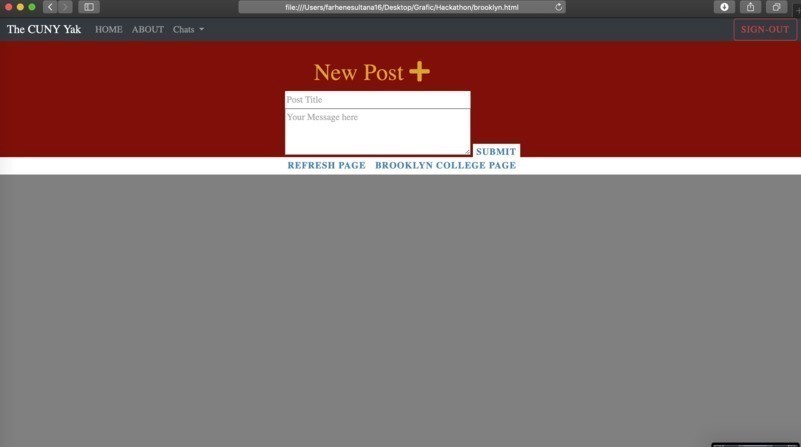 file:///Users/farhenesultana16/Desktop/Grafic/Hackathon/brooklyn.html
The CUNY Yak HOME ABOUT Chats SIGN-OUT
New Post
Post Title
Your Message here
SUBMIT
REFRESH PAGE BROOKLYN COLLEGE PAGE